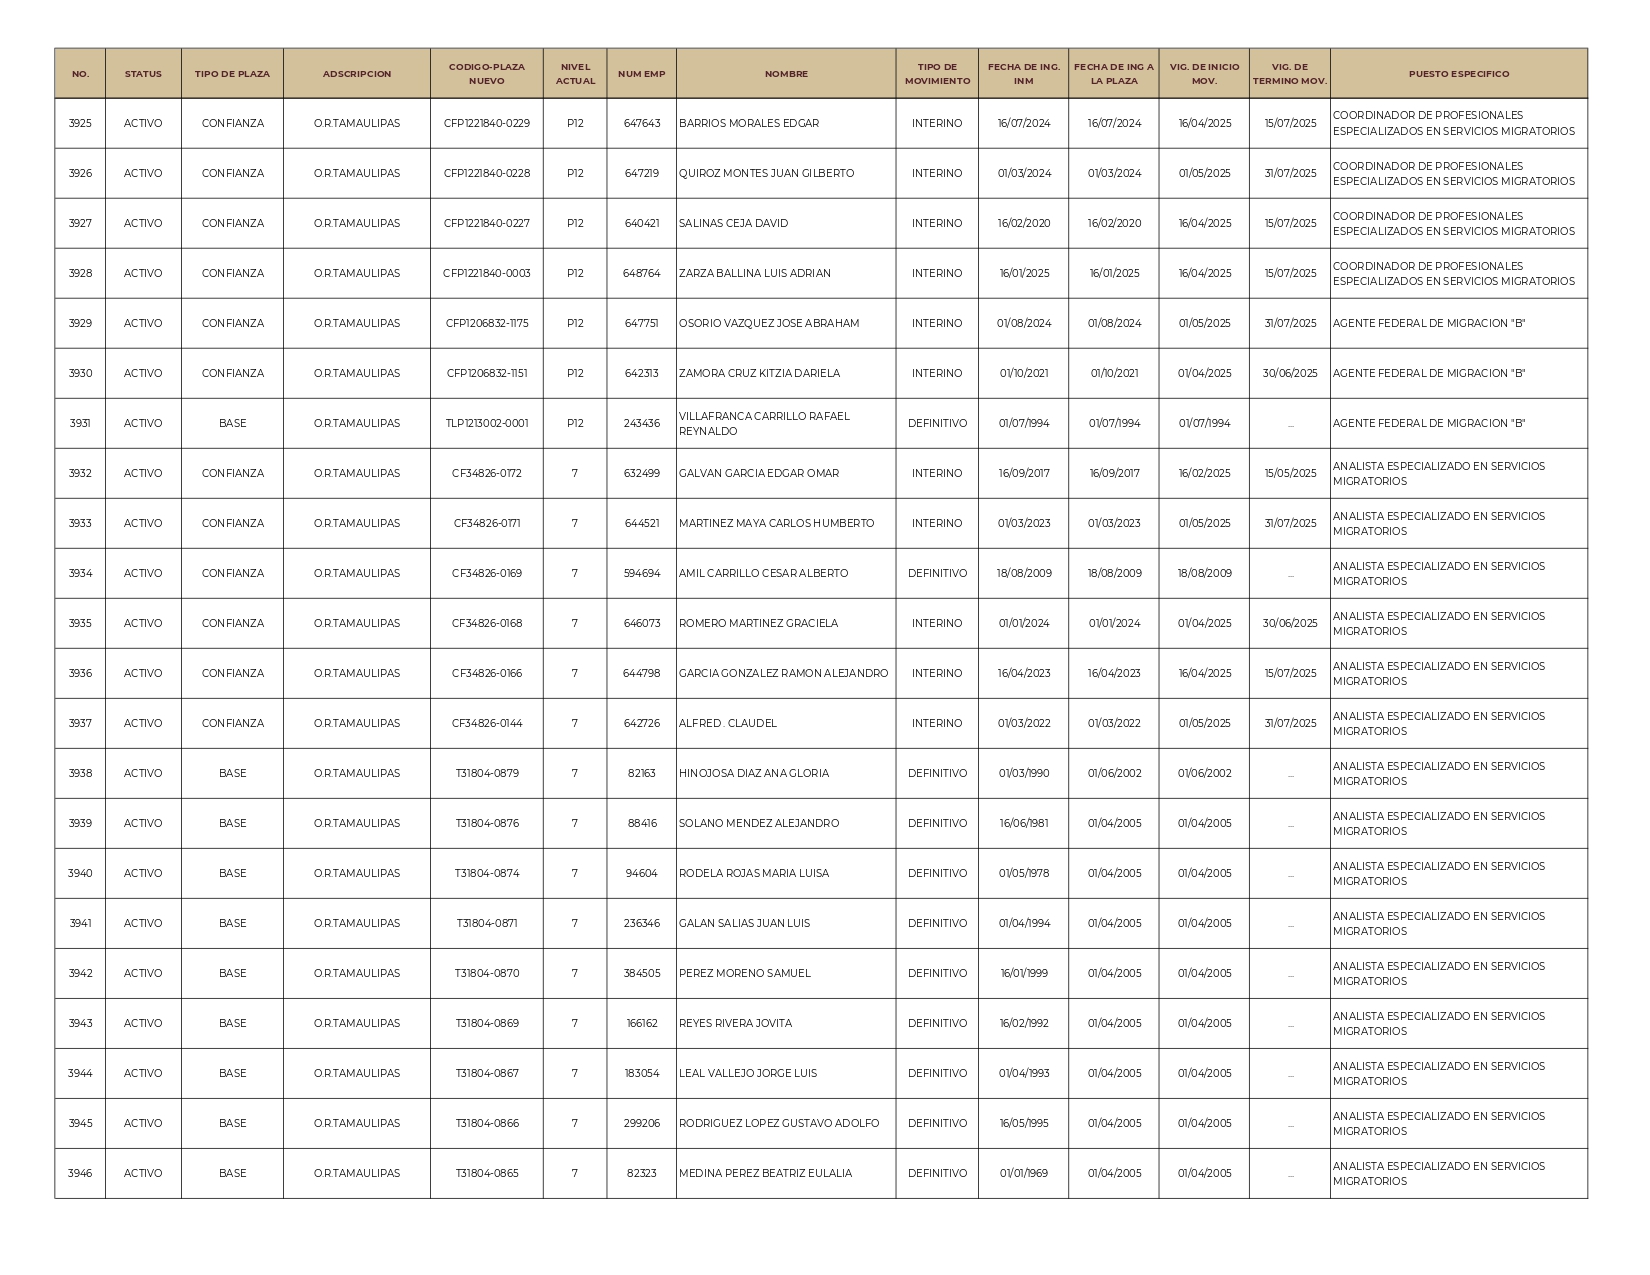 NO. STATUS TIPO DE PLAZA ADSCRIPCION CODIGO-PLAZA NUEVO NIVEL ACTUAL NUM EMP NOMBRE TIPO DE MOVIMIENTO FECHA DE ING. INM FECHA DE ING A LA PLAZA VIG. DE INICIO MOV. VIG. DE TERMINO MOV. PUESTO ESPECIFICO
3925 ACTIVO CONFIANZA O.R.TAMAULIPAS CFP1221840-0229 P12 647643 BARRIOS MORALES EDGAR INTERINO 16/07/2024 16/07/2024 16/04/2025 15/07/2025 COORDINADOR DE PROFESIONALES ESPECIALIZADOS EN SERVICIOS MIGRATORIOS
3926 ACTIVO CONFIANZA O.R.TAMAULIPAS CFP1221840-0228 P12 647219 QUIROZ MONTES JUAN GILBERTO INTERINO 01/03/2024 01/03/2024 01/05/2025 31/07/2025 COORDINADOR DE PROFESIONALES ESPECIALIZADOS EN SERVICIOS MIGRATORIOS
3927 ACTIVO CONFIANZA O.R.TAMAULIPAS CFP1221840-0227 P12 640421 SALINAS CEJA DAVID INTERINO 16/02/2020 16/02/2020 16/04/2025 15/07/2025 COORDINADOR DE PROFESIONALES ESPECIALIZADOS EN SERVICIOS MIGRATORIOS
3928 ACTIVO CONFIANZA O.R.TAMAULIPAS CFP1221840-0003 P12 648764 ZARZA BALLINA LUIS ADRIAN INTERINO 16/01/2025 16/01/2025 16/04/2025 15/07/2025 COORDINADOR DE PROFESIONALES ESPECIALIZADOS EN SERVICIOS MIGRATORIOS
3929 ACTIVO CONFIANZA O.R.TAMAULIPAS CFP1206832-1175 P12 647751 OSORIO VAZQUEZ JOSE ABRAHAM INTERINO 01/08/2024 01/08/2024 01/05/2025 31/07/2025 AGENTE FEDERAL DE MIGRACION "B"
3930 ACTIVO CONFIANZA O.R.TAMAULIPAS CFP1206832-1151 P12 642313 ZAMORA CRUZ KITZIA DARIELA INTERINO 01/10/2021 01/10/2021 01/04/2025 30/06/2025 AGENTE FEDERAL DE MIGRACION "B"
3931 ACTIVO BASE O.R.TAMAULIPAS TLP1213002-0001 P12 243436 VILLAFRANCA CARRILLO RAFAEL REYNALDO DEFINITIVO 01/07/1994 01/07/1994 01/07/1994 ... AGENTE FEDERAL DE MIGRACION "B"
3932 ACTIVO CONFIANZA O.R.TAMAULIPAS CF34826-0172 7 632499 GALVAN GARCIA EDGAR OMAR INTERINO 16/09/2017 16/09/2017 16/02/2025 15/05/2025 ANALISTA ESPECIALIZADO EN SERVICIOS MIGRATORIOS
3933 ACTIVO CONFIANZA O.R.TAMAULIPAS CF34826-0171 7 644521 MARTINEZ MAYA CARLOS HUMBERTO INTERINO 01/03/2023 01/03/2023 01/05/2025 31/07/2025 ANALISTA ESPECIALIZADO EN SERVICIOS MIGRATORIOS
3934 ACTIVO CONFIANZA O.R.TAMAULIPAS CF34826-0169 7 594694 AMIL CARRILLO CESAR ALBERTO DEFINITIVO 18/08/2009 18/08/2009 18/08/2009 ... ANALISTA ESPECIALIZADO EN SERVICIOS MIGRATORIOS
3935 ACTIVO CONFIANZA O.R.TAMAULIPAS CF34826-0168 7 646073 ROMERO MARTINEZ GRACIELA INTERINO 01/01/2024 01/01/2024 01/04/2025 30/06/2025 ANALISTA ESPECIALIZADO EN SERVICIOS MIGRATORIOS
3936 ACTIVO CONFIANZA O.R.TAMAULIPAS CF34826-0166 7 644798 GARCIA GONZALEZ RAMON ALEJANDRO INTERINO 16/04/2023 16/04/2023 16/04/2025 15/07/2025 ANALISTA ESPECIALIZADO EN SERVICIOS MIGRATORIOS
3937 ACTIVO CONFIANZA O.R.TAMAULIPAS CF34826-0144 7 642726 ALFRED . CLAUDEL INTERINO 01/03/2022 01/03/2022 01/05/2025 31/07/2025 ANALISTA ESPECIALIZADO EN SERVICIOS MIGRATORIOS
3938 ACTIVO BASE O.R.TAMAULIPAS T31804-0879 7 82163 HINOJOSA DIAZ ANA GLORIA DEFINITIVO 01/03/1990 01/06/2002 01/06/2002 ... ANALISTA ESPECIALIZADO EN SERVICIOS MIGRATORIOS
3939 ACTIVO BASE O.R.TAMAULIPAS T31804-0876 7 88416 SOLANO MENDEZ ALEJANDRO DEFINITIVO 16/06/1981 01/04/2005 01/04/2005 ... ANALISTA ESPECIALIZADO EN SERVICIOS MIGRATORIOS
3940 ACTIVO BASE O.R.TAMAULIPAS T31804-0874 7 94604 RODELA ROJAS MARIA LUISA DEFINITIVO 01/05/1978 01/04/2005 01/04/2005 ... ANALISTA ESPECIALIZADO EN SERVICIOS MIGRATORIOS
3941 ACTIVO BASE O.R.TAMAULIPAS T31804-0871 7 236346 GALAN SALIAS JUAN LUIS DEFINITIVO 01/04/1994 01/04/2005 01/04/2005 ... ANALISTA ESPECIALIZADO EN SERVICIOS MIGRATORIOS
3942 ACTIVO BASE O.R.TAMAULIPAS T31804-0870 7 384505 PEREZ MORENO SAMUEL DEFINITIVO 16/01/1999 01/04/2005 01/04/2005 ... ANALISTA ESPECIALIZADO EN SERVICIOS MIGRATORIOS
3943 ACTIVO BASE O.R.TAMAULIPAS T31804-0869 7 166162 REYES RIVERA JOVITA DEFINITIVO 16/02/1992 01/04/2005 01/04/2005 ... ANALISTA ESPECIALIZADO EN SERVICIOS MIGRATORIOS
3944 ACTIVO BASE O.R.TAMAULIPAS T31804-0867 7 183054 LEAL VALLEJO JORGE LUIS DEFINITIVO 01/04/1993 01/04/2005 01/04/2005 ... ANALISTA ESPECIALIZADO EN SERVICIOS MIGRATORIOS
3945 ACTIVO BASE O.R.TAMAULIPAS T31804-0866 7 299206 RODRIGUEZ LOPEZ GUSTAVO ADOLFO DEFINITIVO 16/05/1995 01/04/2005 01/04/2005 ... ANALISTA ESPECIALIZADO EN SERVICIOS MIGRATORIOS
3946 ACTIVO BASE O.R.TAMAULIPAS T31804-0865 7 82323 MEDINA PEREZ BEATRIZ EULALIA DEFINITIVO 01/01/1969 01/04/2005 01/04/2005 ... ANALISTA ESPECIALIZADO EN SERVICIOS MIGRATORIOS